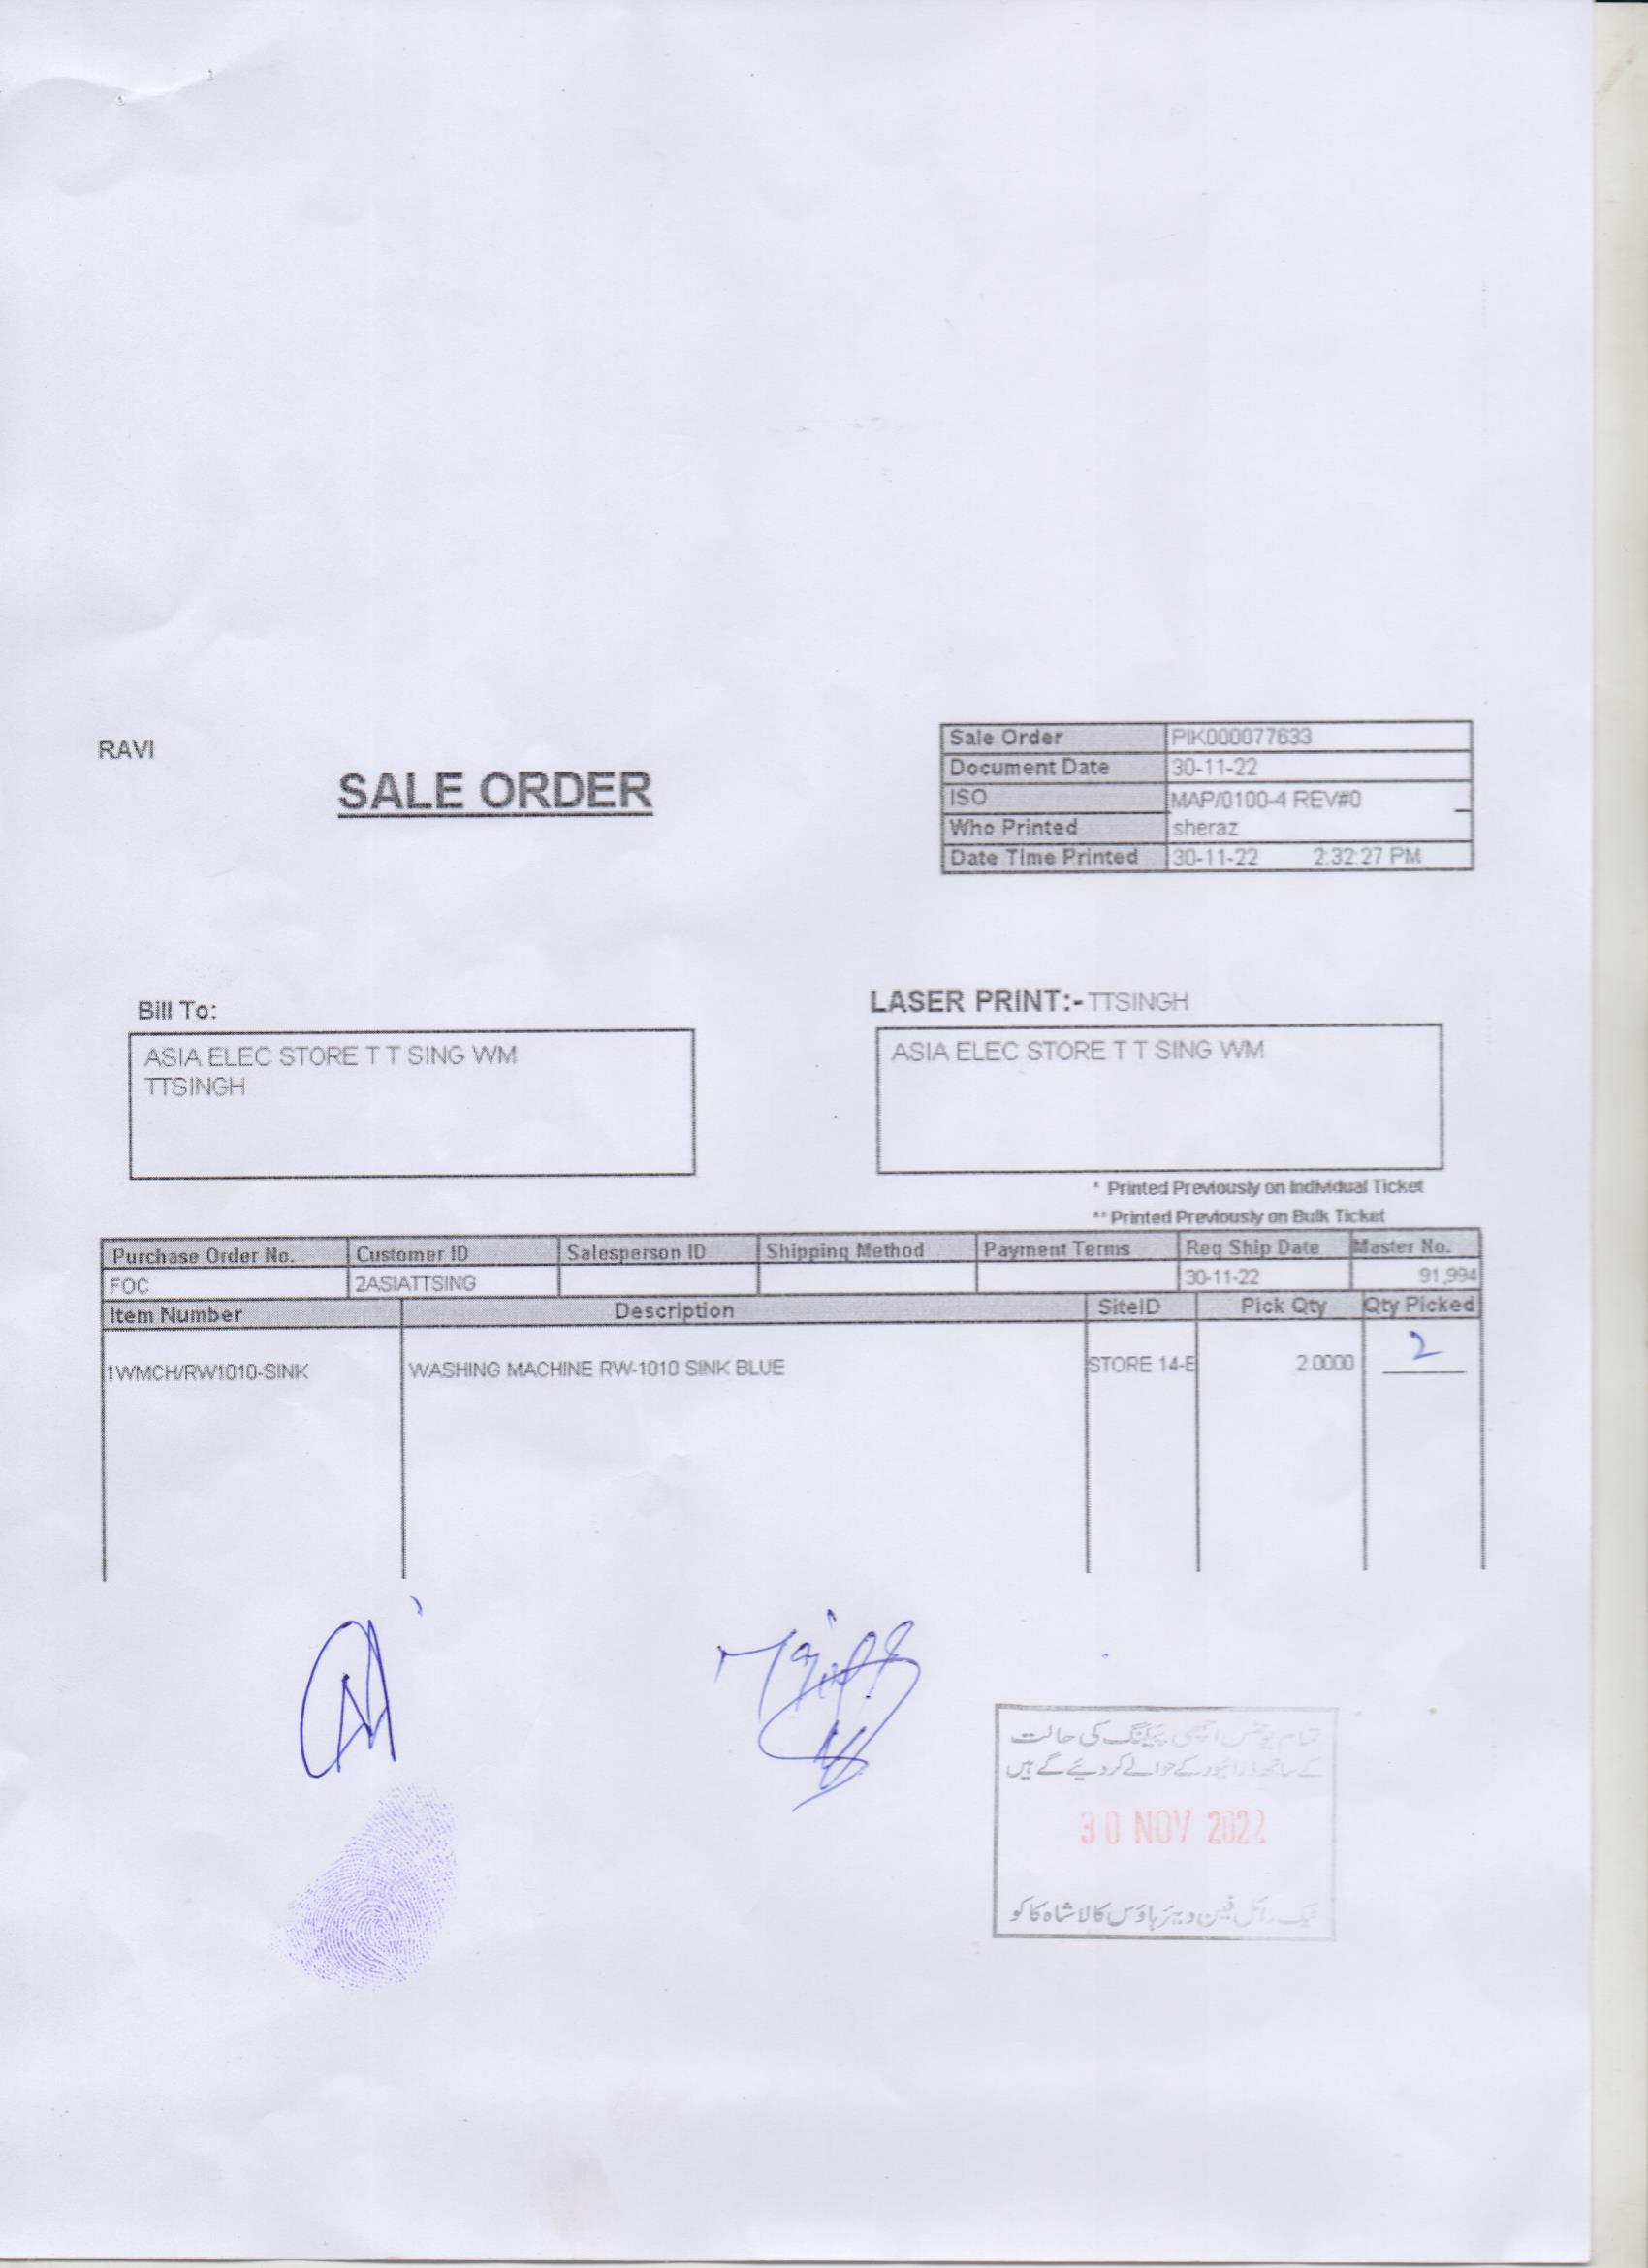 RAVI
SALE ORDER
Sale Order PIK000077633
Document Date 30-11-22
ISO MAP/0100-4 REV#0
Who Printed sheraz
Date Time Printed 30-11-22 2:32:27 PM
Bill To:
ASIA ELEC STORE T T SING WM
TTSINGH
LASER PRINT:- TTSINGH
ASIA ELEC STORE T T SING WM
* Printed Previously on Individual Ticket
** Printed Previously on Bulk Ticket
Purchase Order No. Customer ID Salesperson ID Shipping Method Payment Terms Req Ship Date Master No.
FOC 2ASIATTSING 30-11-22 91,994
Item Number Description SiteID Pick Qty Qty Picked
1WMCH/RW1010-SINK WASHING MACHINE RW-1010 SINK BLUE STORE 14-E 2.0000 2
تمام یونٹس اچھی پیکنگ کی حالت
کے ساتھ ڈرائیور کے حوالے کر دیئے گے ہیں
30 NOV 2022
رائل فین ویئر ہاؤس کالا شاہ کاکو